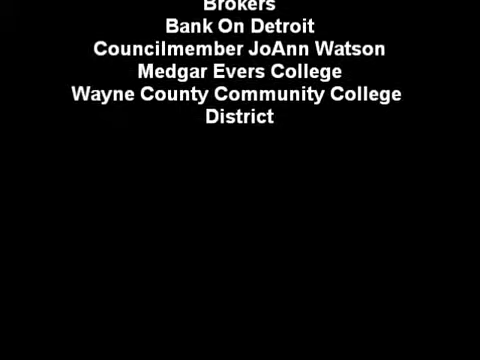 Brokers
Bank On Detroit
Councilmember JoAnn Watson
Medgar Evers College
Wayne County Community College
District